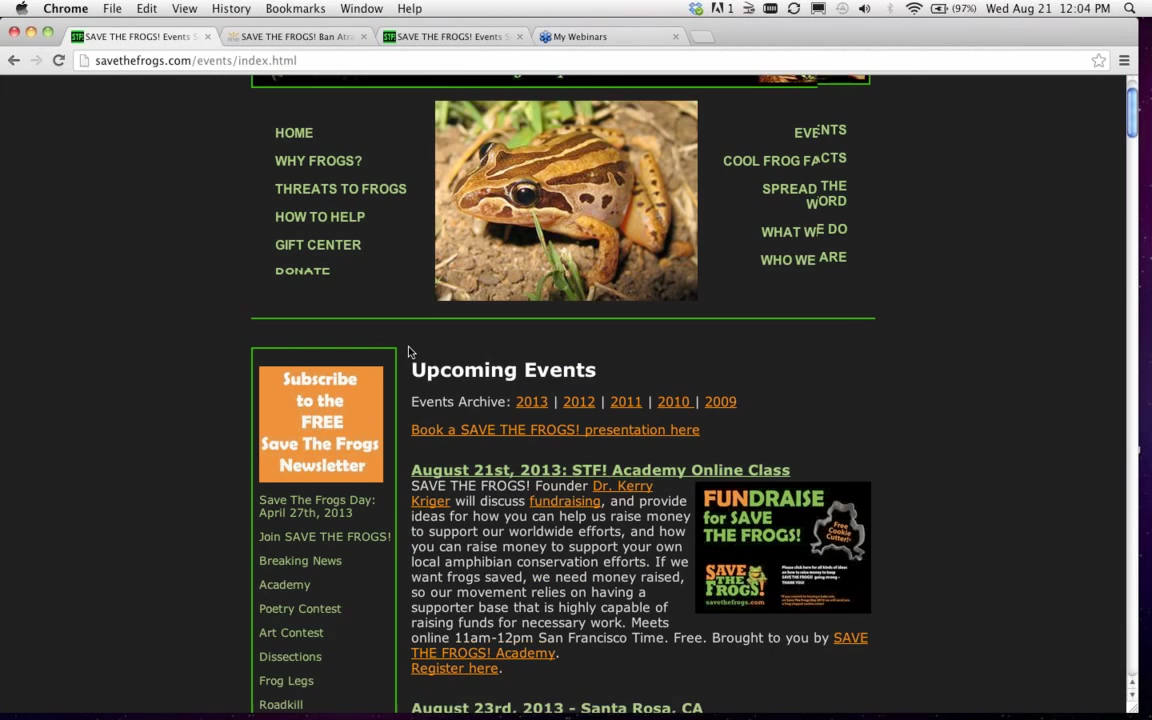 Chrome File Edit View History Bookmarks Window Help 1 (97%) Wed Aug 21 12:04 PM
SAVE THE FROGS! Events S SAVE THE FROGS! Ban Atra SAVE THE FROGS! Events S My Webinars
savethefrogs.com/events/index.html
HOME
WHY FROGS?
THREATS TO FROGS
HOW TO HELP
GIFT CENTER
DONATE
EVENTS
COOL FROG FACTS
SPREAD THE
WORD
WHAT WE DO
WHO WE ARE
Subscribe
to the
FREE
Save The Frogs
Newsletter
Save The Frogs Day:
April 27th, 2013
Join SAVE THE FROGS!
Breaking News
Academy
Poetry Contest
Art Contest
Dissections
Frog Legs
Roadkill
Upcoming Events
Events Archive: 2013 | 2012 | 2011 | 2010 | 2009
Book a SAVE THE FROGS! presentation here
August 21st, 2013: STF! Academy Online Class
SAVE THE FROGS! Founder Dr. Kerry
Kriger will discuss fundraising, and provide
ideas for how you can help us raise money
to support our worldwide efforts, and how
you can raise money to support your own
local amphibian conservation efforts. If we
want frogs saved, we need money raised,
so our movement relies on having a
supporter base that is highly capable of
raising funds for necessary work. Meets
online 11am-12pm San Francisco Time. Free. Brought to you by SAVE
THE FROGS! Academy.
Register here.
FUNDRAISE
for SAVE
THE FROGS!
Free
Cookie
Cutter!
SAVE
THE
FROGS!
savethefrogs.com
August 23rd, 2013 - Santa Rosa, CA